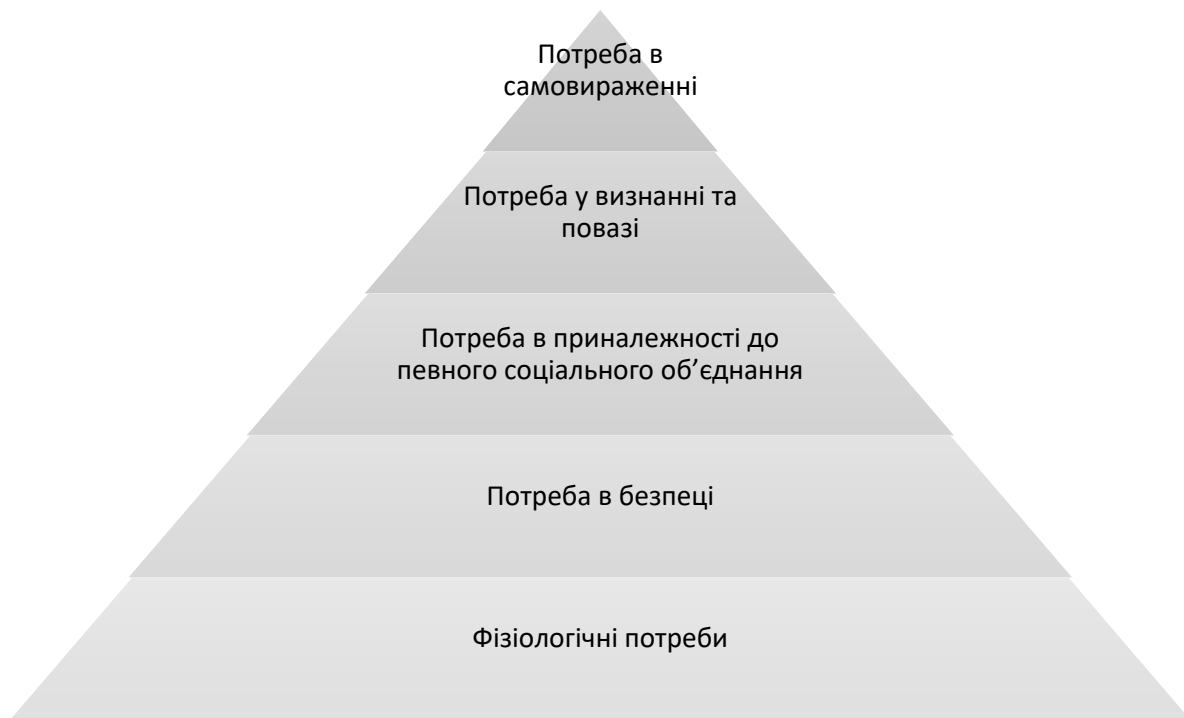 Потреба в
самовираженні
Потреба у визнанні та
повазі
Потреба в приналежності до
певного соціального об’єднання
Потреба в безпеці
Фізіологічні потреби